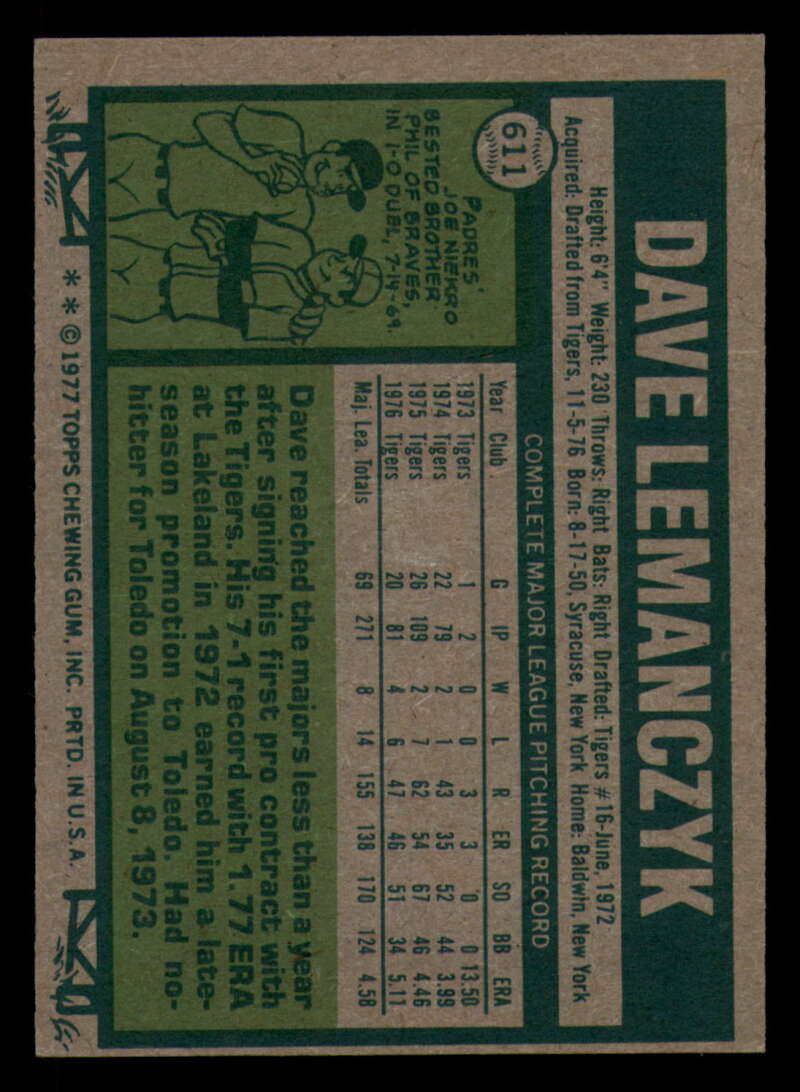 611
DAVE LEMANCZYK
Height: 6'4" Weight: 230 Throws: Right Bats: Right Drafted: Tigers #16-June, 1972
Acquired: Drafted from Tigers, 11-5-76 Born: 8-17-50, Syracuse, New York Home: Baldwin, New York
COMPLETE MAJOR LEAGUE PITCHING RECORD
Year Club G IP W L R ER SO BB ERA
1973 Tigers 1 2 0 0 3 3 0 0 13.50
1974 Tigers 22 79 2 1 43 35 52 44 3.99
1975 Tigers 26 109 2 7 62 54 67 46 4.46
1976 Tigers 20 81 4 6 47 46 51 34 5.11
Maj. Lea. Totals 69 271 8 14 155 138 170 124 4.58
PADRES'
JOE NIEKRO
BESTED BROTHER
PHIL OF BRAVES,
IN 1-0 DUEL, 7-14-69.
Dave reached the majors less than a year
after signing his first pro contract with
the Tigers. His 7-1 record with 1.77 ERA
at Lakeland in 1972 earned him a late-
season promotion to Toledo. Had no-
hitter for Toledo on August 8, 1973.
* * © 1977 TOPPS CHEWING GUM, INC. PRTD. IN U.S.A.